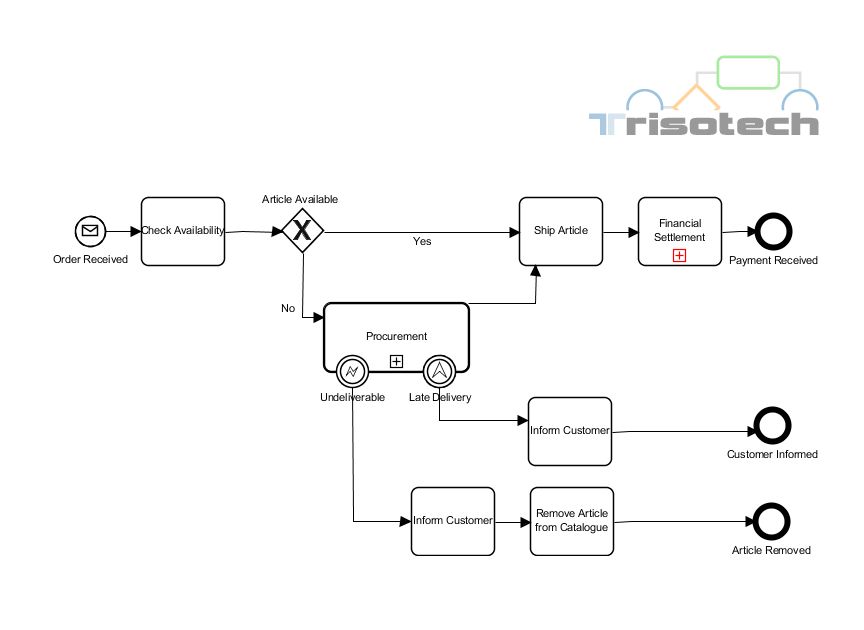 Trisotech
Article Available
Order Received
Check Availability
X
Yes
Ship Article
Financial
Settlement
Payment Received
No
Procurement
Undeliverable
Late Delivery
Inform Customer
Customer Informed
Inform Customer
Remove Article
from Catalogue
Article Removed